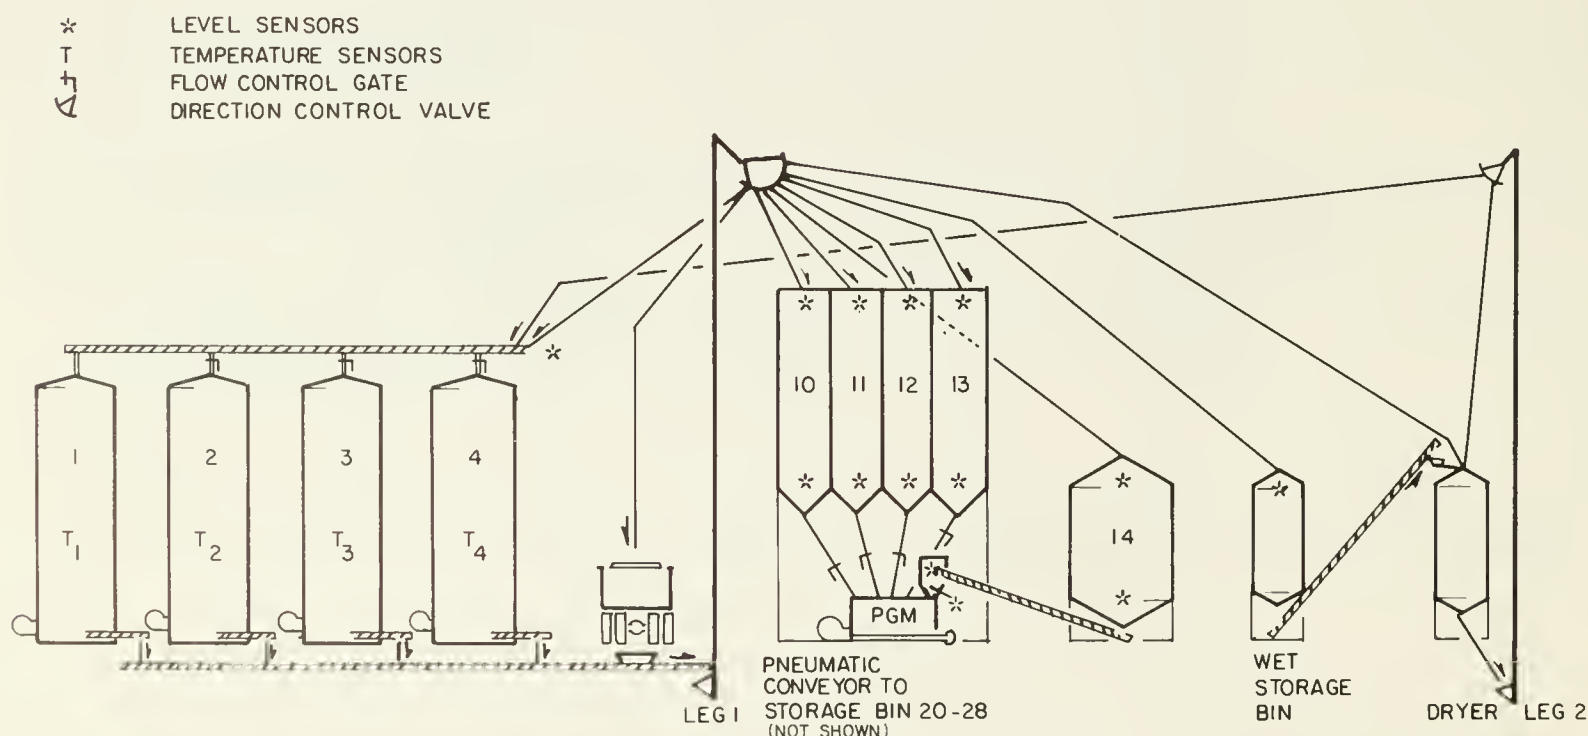 * LEVEL SENSORS
T TEMPERATURE SENSORS
FLOW CONTROL GATE
DIRECTION CONTROL VALVE
1 2 3 4
T1 T2 T3 T4
10 11 12 13
14
PGM
LEG 1
PNEUMATIC
CONVEYOR TO
STORAGE BIN 20-28
(NOT SHOWN)
WET
STORAGE
BIN
DRYER
LEG 2